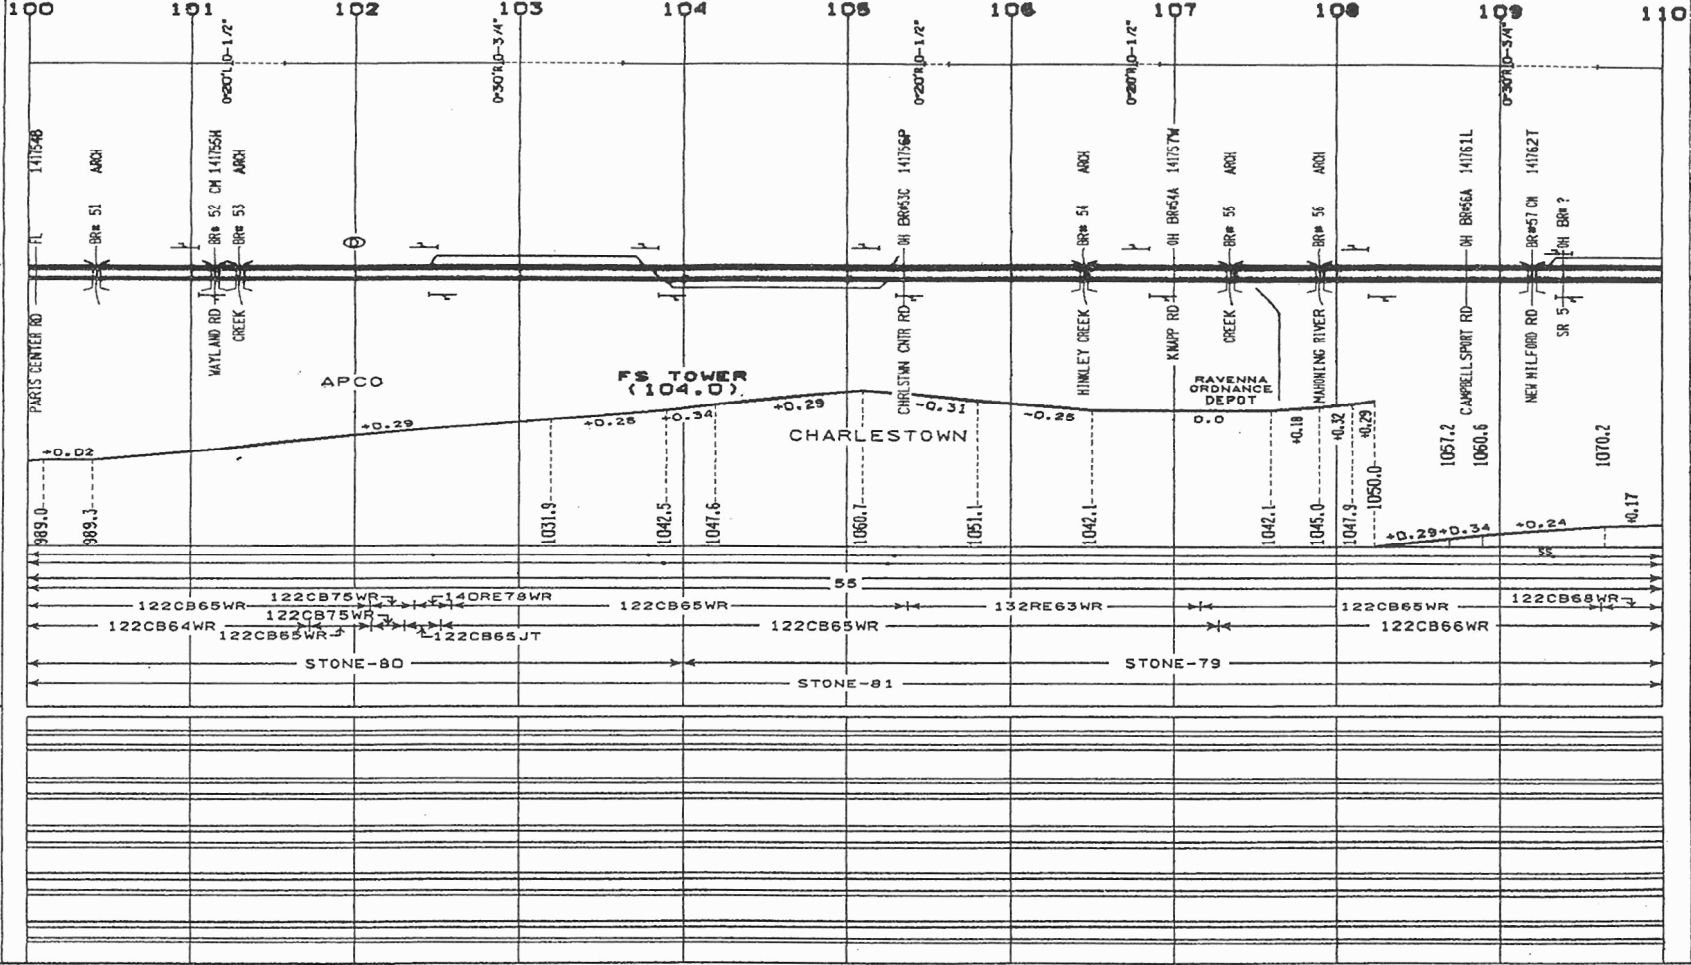 100 101 102 103 104 105 106 107 108 109 110
0°20'L 0-1/2"
0°30'R 0-3/4"
0°20'R 0-1/2"
0°20'R 0-1/2"
0°30'R 0-3/4"
PARIS CENTER RD FL 141754B
BR# 51 ARCH
WAYLAND RD BR# 52 CM 141755H
CREEK BR# 53 ARCH
D
CHRLSTWN CNTR RD OH BR#53C 141756P
HINKLEY CREEK BR# 54 ARCH
KNAPP RD OH BR#54A 141757W
CREEK BR# 55 ARCH
MAHONING RIVER BR# 56 ARCH
CAMPBELLSPORT RD OH BR#56A 141761L
NEW MILFORD RD BR#57 CM 141762T
SR 5 OH BR# ?
APCO
FS TOWER
(104.0)
CHARLESTOWN
RAVENNA
ORDNANCE
DEPOT
+0.02 +0.29 +0.25 +0.34 +0.29 -0.31 -0.25 0.0 +0.18 +0.32 +0.29
989.0 989.3 1031.9 1042.5 1047.6 1060.7 1051.1 1042.1 1042.1 1045.0 1047.9 1050.0
1057.2 1060.6 1070.2
+0.29 +0.34 +0.24 +0.17
55
55
122CB65WR 122CB75WR 140RE78WR 122CB65WR 132RE63WR 122CB65WR 122CB68WR
122CB64WR 122CB65WR 122CB75WR 122CB65JT 122CB65WR 122CB66WR
STONE-80 STONE-79
STONE-81